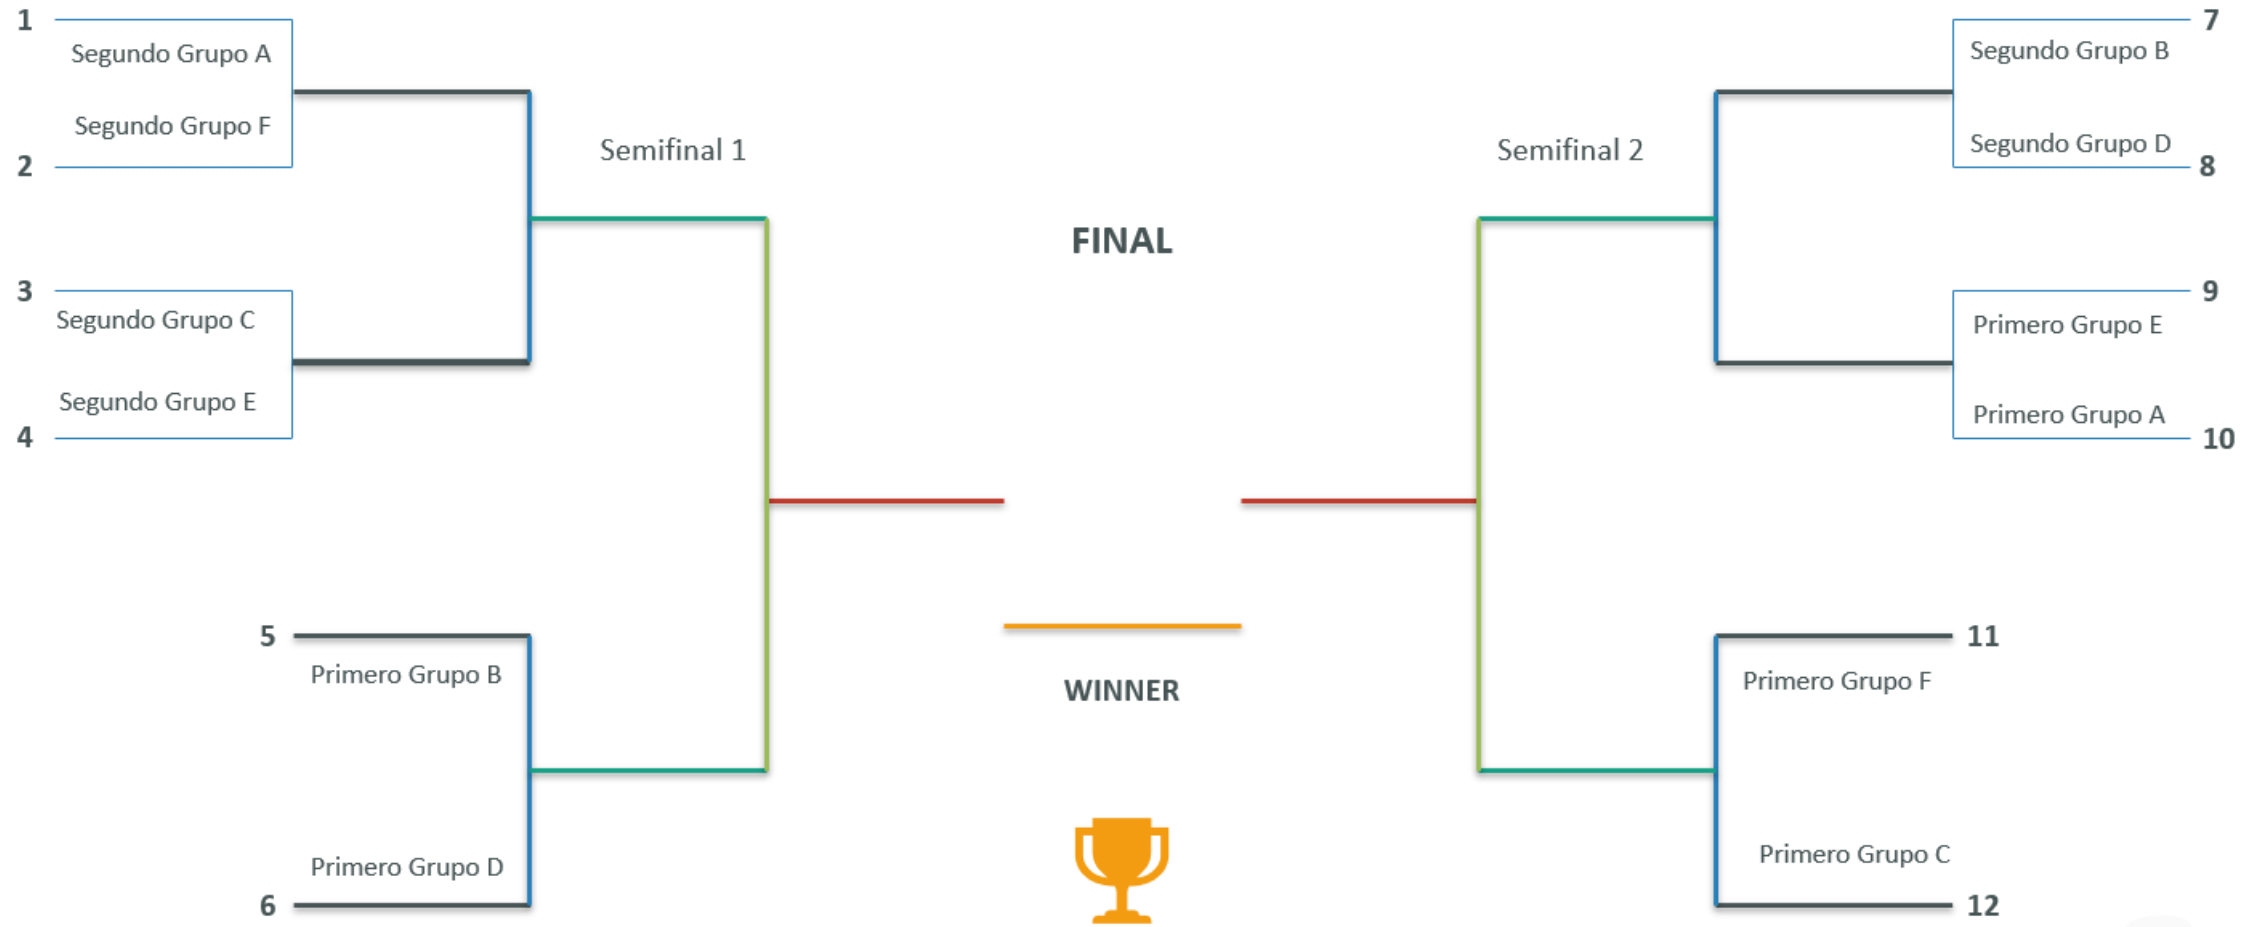 1
Segundo Grupo A
Segundo Grupo F
2
Semifinal 1
3
Segundo Grupo C
Segundo Grupo E
4
5
Primero Grupo B
Primero Grupo D
6
FINAL
WINNER
7
Segundo Grupo B
Segundo Grupo D
8
Semifinal 2
9
Primero Grupo E
Primero Grupo A
10
11
Primero Grupo F
Primero Grupo C
12